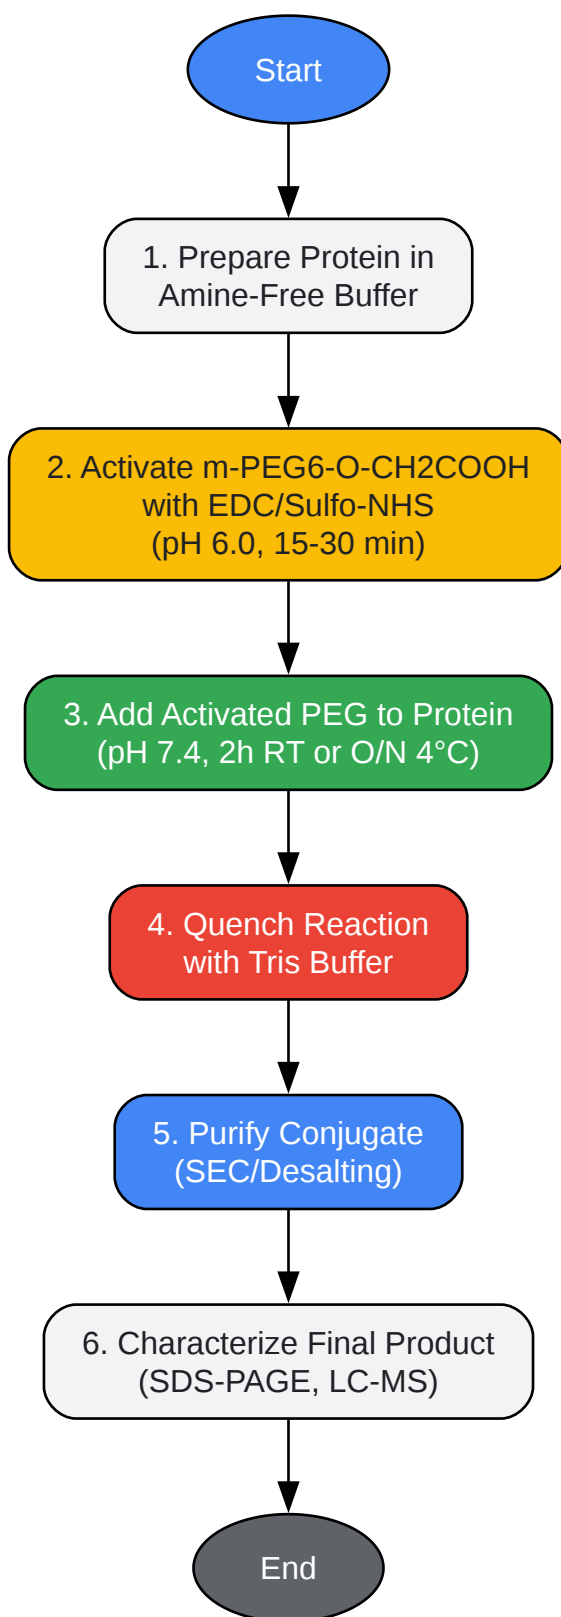 Start
1. Prepare Protein in
Amine-Free Buffer
2. Activate m-PEG6-O-CH2COOH
with EDC/Sulfo-NHS
(pH 6.0, 15-30 min)
3. Add Activated PEG to Protein
(pH 7.4, 2h RT or O/N 4°C)
4. Quench Reaction
with Tris Buffer
5. Purify Conjugate
(SEC/Desalting)
6. Characterize Final Product
(SDS-PAGE, LC-MS)
End